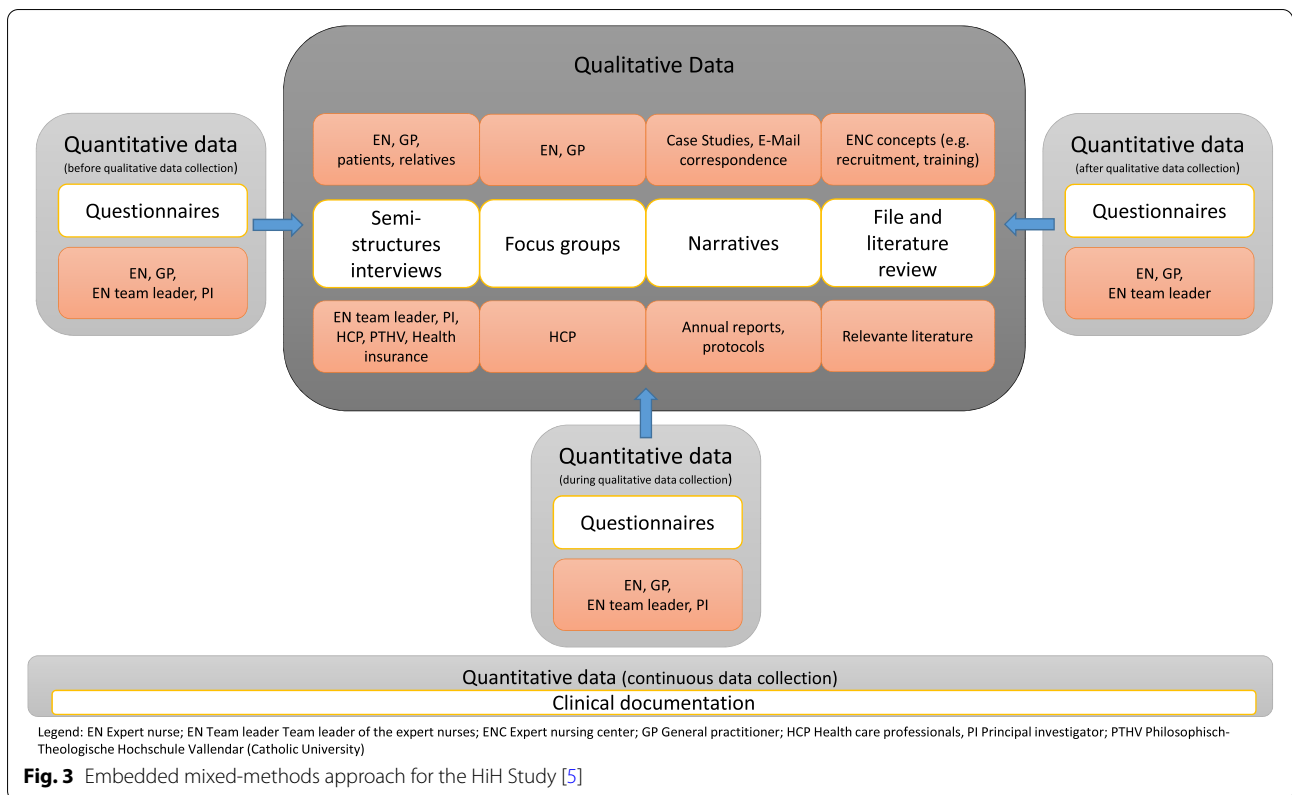 Qualitative Data
Quantitative data
(before qualitative data collection)
Questionnaires
EN, GP,
EN team leader, PI
EN, GP,
patients, relatives
EN, GP
Case Studies, E-Mail
correspondence
ENC concepts (e.g.
recruitment, training)
Semi-
structures
interviews
Focus groups
Narratives
File and
literature
review
EN team leader, PI,
HCP, PTHV, Health
insurance
HCP
Annual reports,
protocols
Relevante literature
Quantitative data
(after qualitative data collection)
Questionnaires
EN, GP,
EN team leader
Quantitative data
(during qualitative data collection)
Questionnaires
EN, GP,
EN team leader, PI
Quantitative data (continuous data collection)
Clinical documentation
Legend: EN Expert nurse; EN Team leader Team leader of the expert nurses; ENC Expert nursing center; GP General practitioner; HCP Health care professionals, PI Principal investigator; PTHV Philosophisch-
Theologische Hochschule Vallendar (Catholic University)
Fig. 3 Embedded mixed-methods approach for the HiH Study [5]